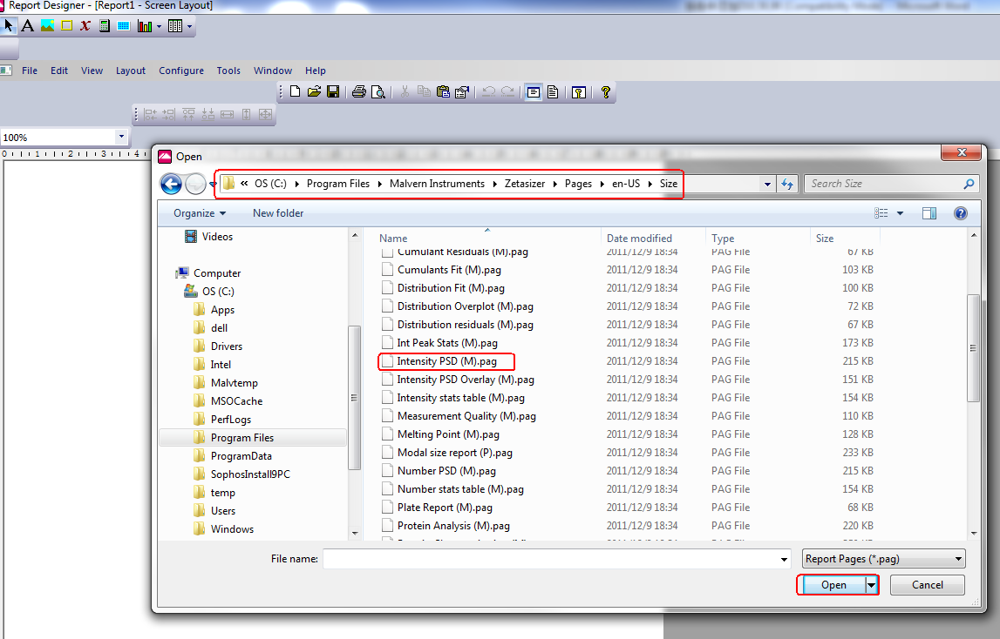 Report Designer - [Report1 - Screen Layout]
A X
File Edit View Layout Configure Tools Window Help
100%
0 1 2 3 4
Open
« OS (C:) Program Files Malvern Instruments Zetasizer Pages en-US Size
Search Size
Organize New folder
Name Date modified Type Size
Videos
Computer
OS (C:)
Apps
dell
Drivers
Intel
Malvtemp
MSOCache
PerfLogs
Program Files
ProgramData
SophosInstall9PC
temp
Users
Windows
Cumulant Residuals (M).pag 2011/12/9 18:34 PAG File 67 KB
Cumulants Fit (M).pag 2011/12/9 18:34 PAG File 103 KB
Distribution Fit (M).pag 2011/12/9 18:34 PAG File 100 KB
Distribution Overplot (M).pag 2011/12/9 18:34 PAG File 72 KB
Distribution residuals (M).pag 2011/12/9 18:34 PAG File 67 KB
Int Peak Stats (M).pag 2011/12/9 18:34 PAG File 173 KB
Intensity PSD (M).pag 2011/12/9 18:34 PAG File 215 KB
Intensity PSD Overlay (M).pag 2011/12/9 18:34 PAG File 151 KB
Intensity stats table (M).pag 2011/12/9 18:34 PAG File 154 KB
Measurement Quality (M).pag 2011/12/9 18:34 PAG File 110 KB
Melting Point (M).pag 2011/12/9 18:34 PAG File 128 KB
Modal size report (P).pag 2011/12/9 18:34 PAG File 233 KB
Number PSD (M).pag 2011/12/9 18:34 PAG File 215 KB
Number stats table (M).pag 2011/12/9 18:34 PAG File 154 KB
Plate Report (M).pag 2011/12/9 18:34 PAG File 68 KB
Protein Analysis (M).pag 2011/12/9 18:34 PAG File 220 KB
File name:
Report Pages (*.pag)
Open Cancel